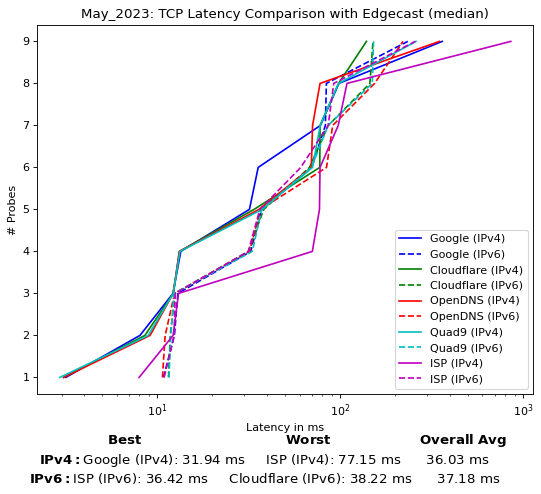 May_2023: TCP Latency Comparison with Edgecast (median)
9
8
7
6
5
4
3
2
1
# Probes
Google (IPv4)
Google (IPv6)
Cloudflare (IPv4)
Cloudflare (IPv6)
OpenDNS (IPv4)
OpenDNS (IPv6)
Quad9 (IPv4)
Quad9 (IPv6)
ISP (IPv4)
ISP (IPv6)
10¹ 10² 10³
Latency in ms
Best Worst Overall Avg
IPv4: Google (IPv4): 31.94 ms ISP (IPv4): 77.15 ms 36.03 ms
IPv6: ISP (IPv6): 36.42 ms Cloudflare (IPv6): 38.22 ms 37.18 ms